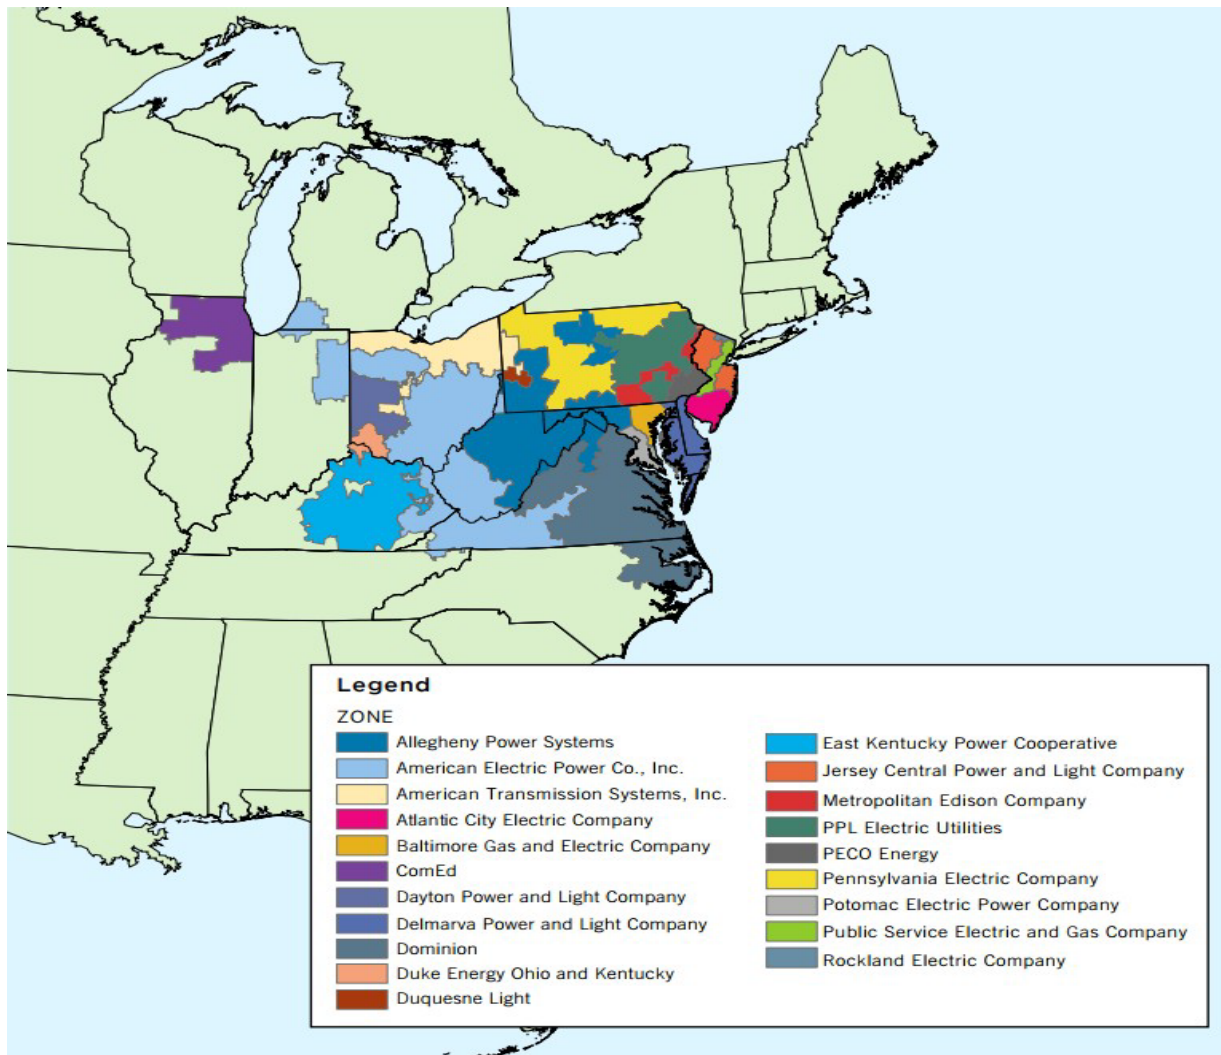 Legend
ZONE
Allegheny Power Systems
American Electric Power Co., Inc.
American Transmission Systems, Inc.
Atlantic City Electric Company
Baltimore Gas and Electric Company
ComEd
Dayton Power and Light Company
Delmarva Power and Light Company
Dominion
Duke Energy Ohio and Kentucky
Duquesne Light
East Kentucky Power Cooperative
Jersey Central Power and Light Company
Metropolitan Edison Company
PPL Electric Utilities
PECO Energy
Pennsylvania Electric Company
Potomac Electric Power Company
Public Service Electric and Gas Company
Rockland Electric Company